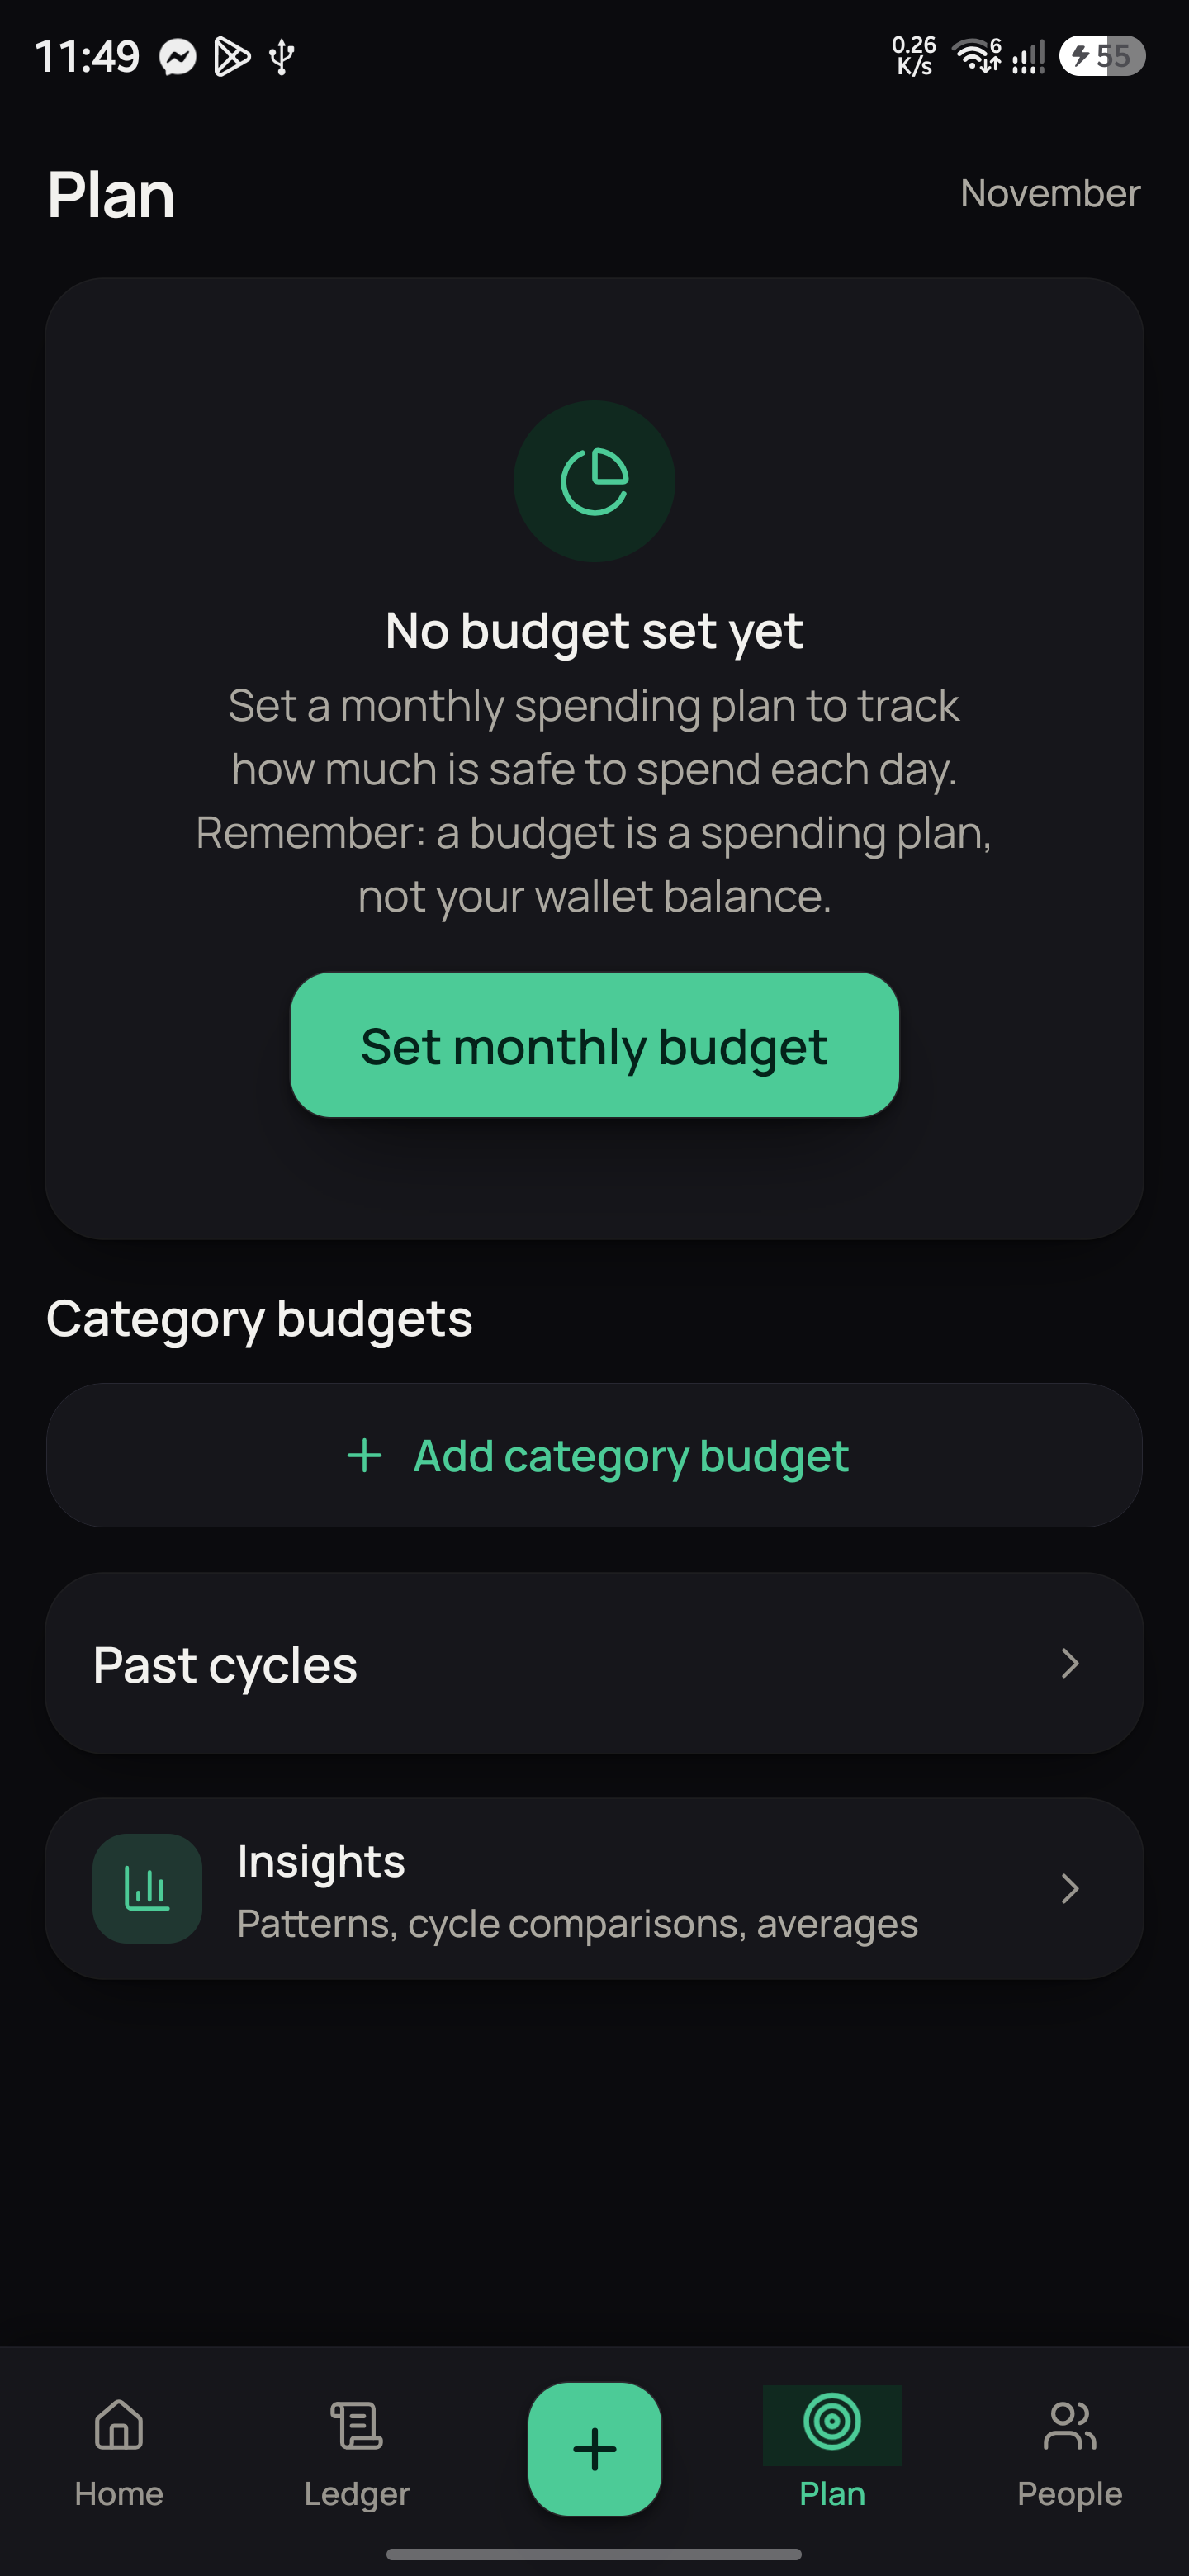 11:49
0.26
K/s
6
55
Plan
November
No budget set yet
Set a monthly spending plan to track
how much is safe to spend each day.
Remember: a budget is a spending plan,
not your wallet balance.
Set monthly budget
Category budgets
+ Add category budget
Past cycles
Insights
Patterns, cycle comparisons, averages
Home
Ledger
+
Plan
People